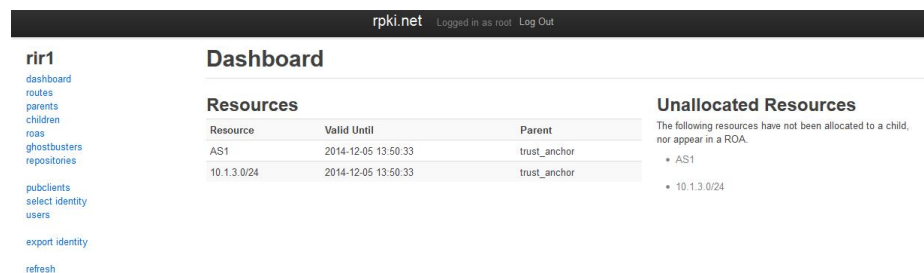 rpki.net Logged in as root Log Out
rir1
dashboard
routes
parents
children
roas
ghostbusters
repositories
pubclients
select identity
users
export identity
refresh
Dashboard
Resources
Resource Valid Until Parent
AS1 2014-12-05 13:50:33 trust_anchor
10.1.3.0/24 2014-12-05 13:50:33 trust_anchor
Unallocated Resources
The following resources have not been allocated to a child,
nor appear in a ROA.
• AS1
• 10.1.3.0/24